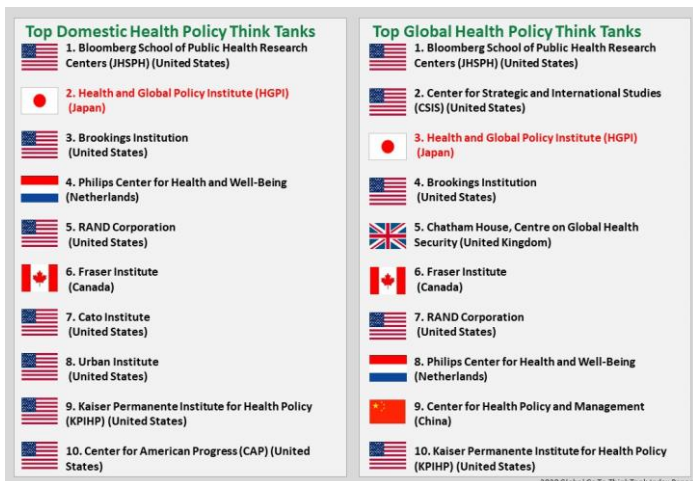 Top Domestic Health Policy Think Tanks
1. Bloomberg School of Public Health Research
Centers (JHSPH) (United States)
2. Health and Global Policy Institute (HGPI)
(Japan)
3. Brookings Institution
(United States)
4. Philips Center for Health and Well-Being
(Netherlands)
5. RAND Corporation
(United States)
6. Fraser Institute
(Canada)
7. Cato Institute
(United States)
8. Urban Institute
(United States)
9. Kaiser Permanente Institute for Health Policy
(KPIHP) (United States)
10. Center for American Progress (CAP) (United
States)
Top Global Health Policy Think Tanks
1. Bloomberg School of Public Health Research
Centers (JHSPH) (United States)
2. Center for Strategic and International Studies
(CSIS) (United States)
3. Health and Global Policy Institute (HGPI)
(Japan)
4. Brookings Institution
(United States)
5. Chatham House, Centre on Global Health
Security (United Kingdom)
6. Fraser Institute
(Canada)
7. RAND Corporation
(United States)
8. Philips Center for Health and Well-Being
(Netherlands)
9. Center for Health Policy and Management
(China)
10. Kaiser Permanente Institute for Health Policy
(KPIHP) (United States)